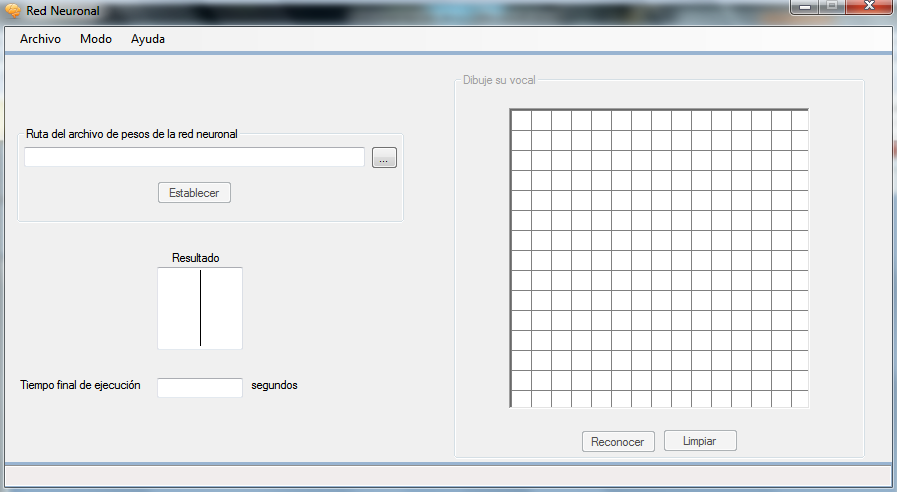 Red Neuronal
Archivo Modo Ayuda
Dibuje su vocal
Ruta del archivo de pesos de la red neuronal
...
Establecer
Resultado
Tiempo final de ejecución segundos
Reconocer Limpiar